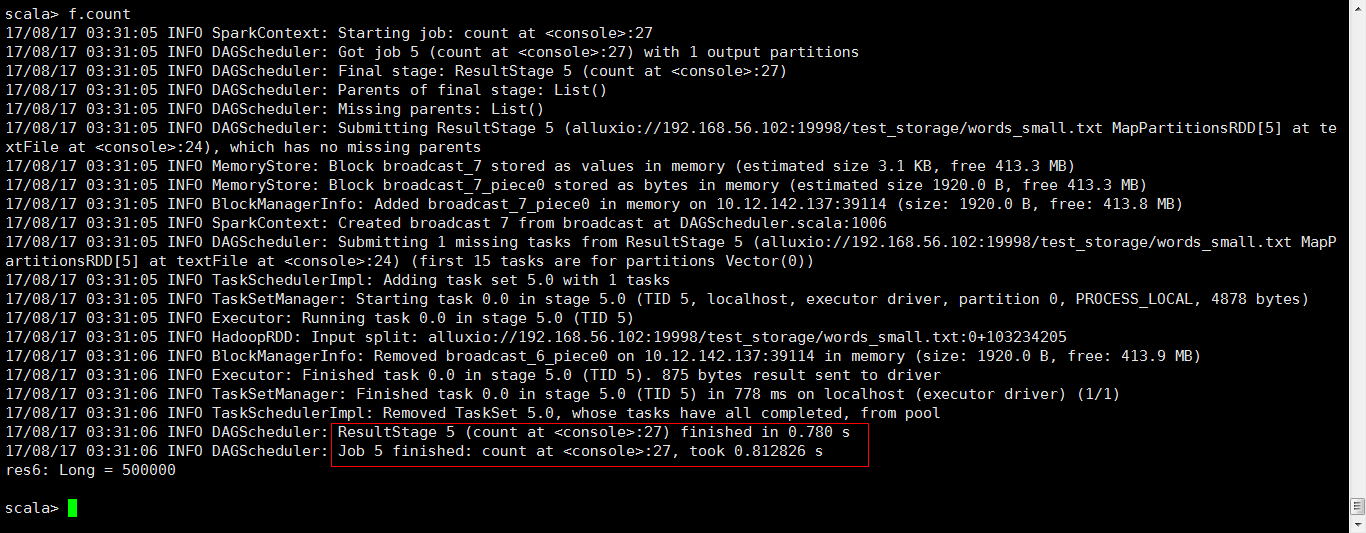 scala> f.count
17/08/17 03:31:05 INFO SparkContext: Starting job: count at <console>:27
17/08/17 03:31:05 INFO DAGScheduler: Got job 5 (count at <console>:27) with 1 output partitions
17/08/17 03:31:05 INFO DAGScheduler: Final stage: ResultStage 5 (count at <console>:27)
17/08/17 03:31:05 INFO DAGScheduler: Parents of final stage: List()
17/08/17 03:31:05 INFO DAGScheduler: Missing parents: List()
17/08/17 03:31:05 INFO DAGScheduler: Submitting ResultStage 5 (alluxio://192.168.56.102:19998/test_storage/words_small.txt MapPartitionsRDD[5] at te
xtFile at <console>:24), which has no missing parents
17/08/17 03:31:05 INFO MemoryStore: Block broadcast_7 stored as values in memory (estimated size 3.1 KB, free 413.3 MB)
17/08/17 03:31:05 INFO MemoryStore: Block broadcast_7_piece0 stored as bytes in memory (estimated size 1920.0 B, free 413.3 MB)
17/08/17 03:31:05 INFO BlockManagerInfo: Added broadcast_7_piece0 in memory on 10.12.142.137:39114 (size: 1920.0 B, free: 413.8 MB)
17/08/17 03:31:05 INFO SparkContext: Created broadcast 7 from broadcast at DAGScheduler.scala:1006
17/08/17 03:31:05 INFO DAGScheduler: Submitting 1 missing tasks from ResultStage 5 (alluxio://192.168.56.102:19998/test_storage/words_small.txt MapP
artitionsRDD[5] at textFile at <console>:24) (first 15 tasks are for partitions Vector(0))
17/08/17 03:31:05 INFO TaskSchedulerImpl: Adding task set 5.0 with 1 tasks
17/08/17 03:31:05 INFO TaskSetManager: Starting task 0.0 in stage 5.0 (TID 5, localhost, executor driver, partition 0, PROCESS_LOCAL, 4878 bytes)
17/08/17 03:31:05 INFO Executor: Running task 0.0 in stage 5.0 (TID 5)
17/08/17 03:31:05 INFO HadoopRDD: Input split: alluxio://192.168.56.102:19998/test_storage/words_small.txt:0+103234205
17/08/17 03:31:06 INFO BlockManagerInfo: Removed broadcast_6_piece0 on 10.12.142.137:39114 in memory (size: 1920.0 B, free: 413.9 MB)
17/08/17 03:31:06 INFO Executor: Finished task 0.0 in stage 5.0 (TID 5). 875 bytes result sent to driver
17/08/17 03:31:06 INFO TaskSetManager: Finished task 0.0 in stage 5.0 (TID 5) in 778 ms on localhost (executor driver) (1/1)
17/08/17 03:31:06 INFO TaskSchedulerImpl: Removed TaskSet 5.0, whose tasks have all completed, from pool
17/08/17 03:31:06 INFO DAGScheduler: ResultStage 5 (count at <console>:27) finished in 0.780 s
17/08/17 03:31:06 INFO DAGScheduler: Job 5 finished: count at <console>:27, took 0.812826 s
res6: Long = 500000
scala>